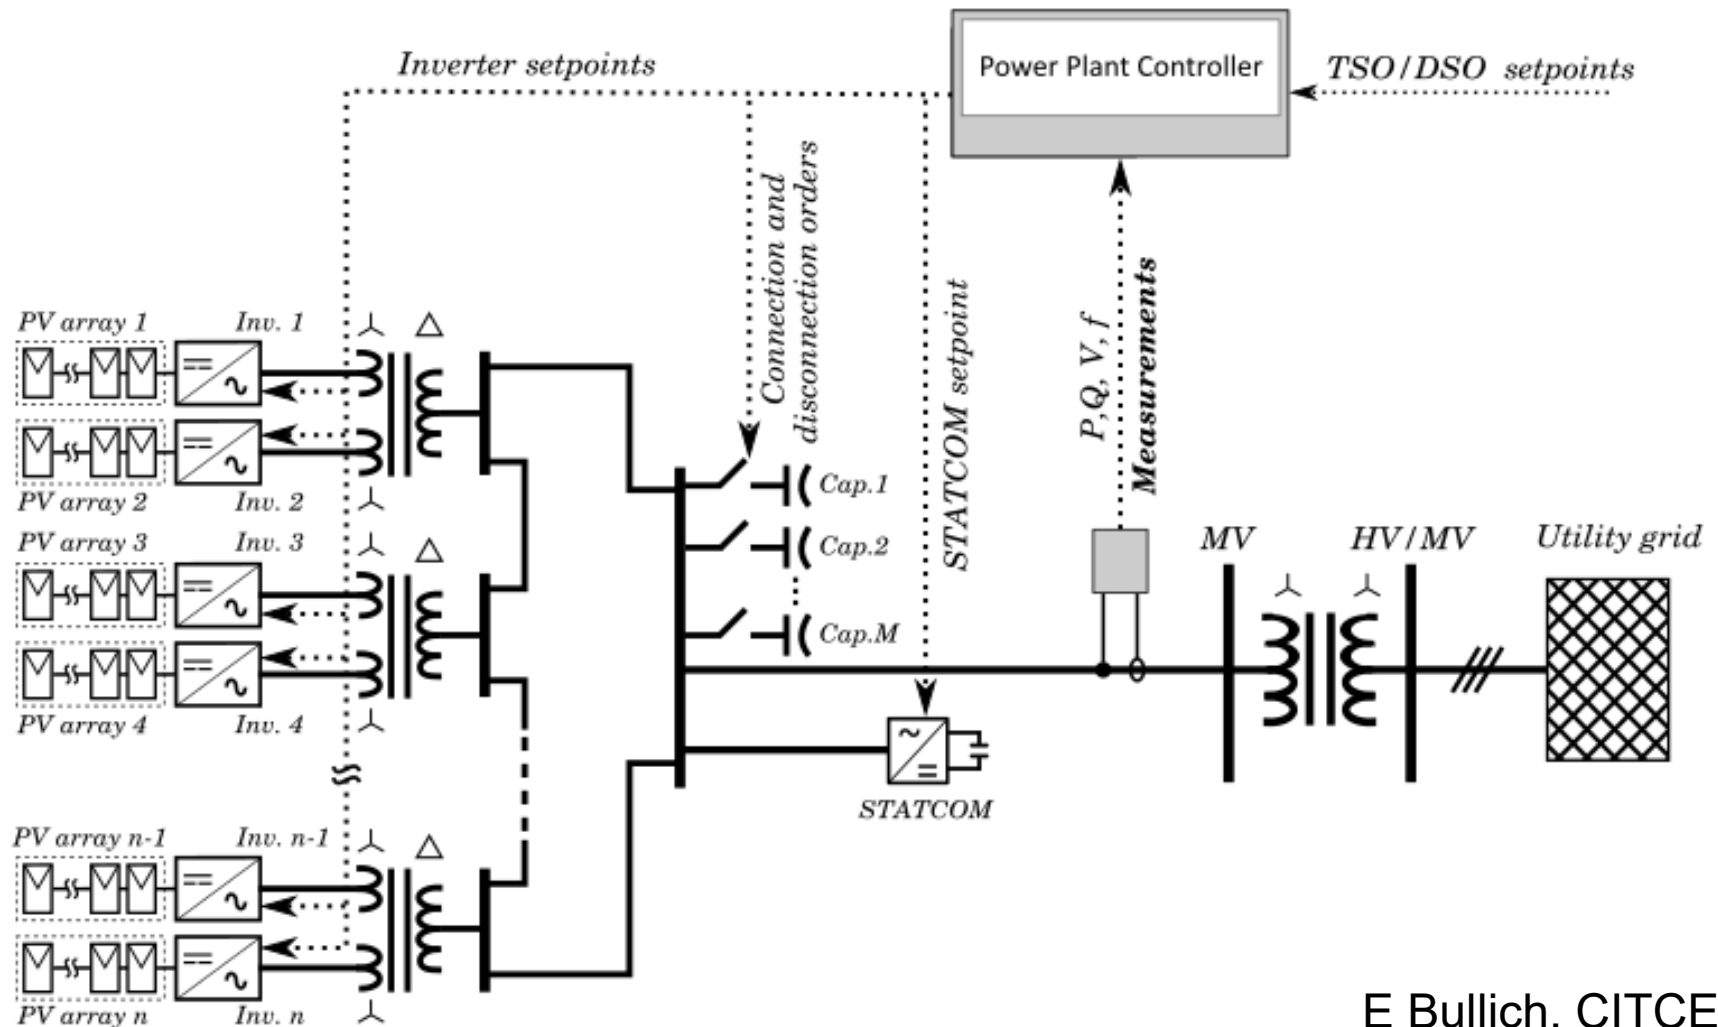 Inverter setpoints
Power Plant Controller
TSO/DSO setpoints
Connection and
disconnection orders
STATCOM setpoint
P,Q, V, f
Measurements
PV array 1
Inv. 1
PV array 2
Inv. 2
PV array 3
Inv. 3
PV array 4
Inv. 4
PV array n-1
Inv. n-1
PV array n
Inv. n
Cap.1
Cap.2
Cap.M
STATCOM
MV
HV/MV
Utility grid
E Bullich, CITCE